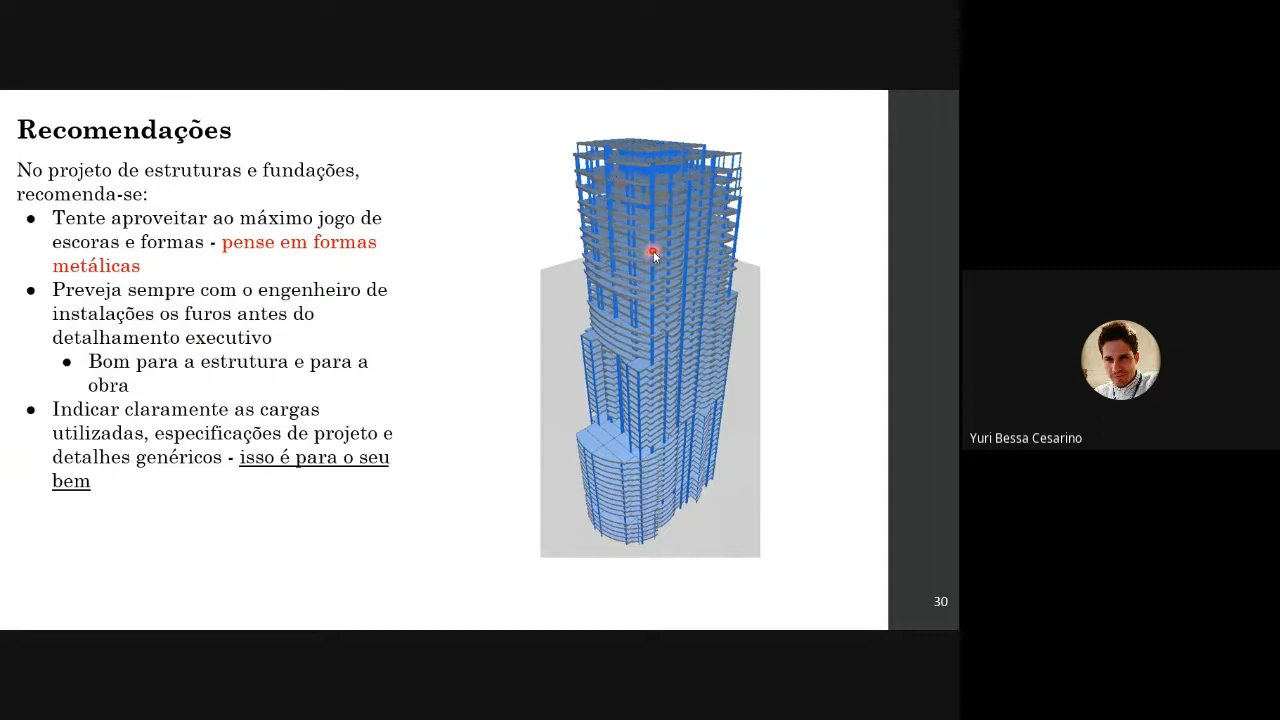 Recomendações
No projeto de estruturas e fundações,
recomenda-se:
● Tente aproveitar ao máximo jogo de
escoras e formas - pense em formas
metálicas
● Preveja sempre com o engenheiro de
instalações os furos antes do
detalhamento executivo
● Bom para a estrutura e para a
obra
● Indicar claramente as cargas
utilizadas, especificações de projeto e
detalhes genéricos - isso é para o seu
bem
30
Yuri Bessa Cesarino